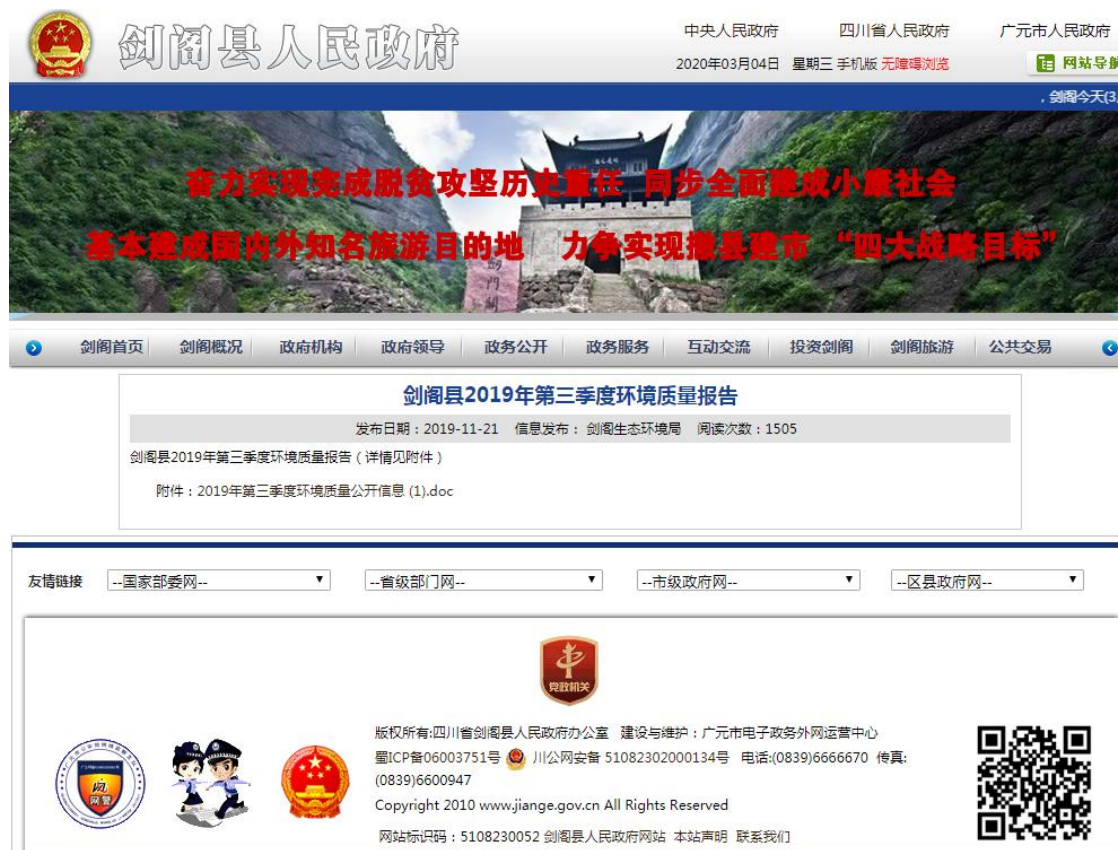 剑阁县人民政府
中央人民政府 四川省人民政府 广元市人民政府
2020年03月04日 星期三 手机版 无障碍浏览 网站导航
，剑阁今天(3
奋力实现完成脱贫攻坚历史重任 同步全面建成小康社会
基本建成国内外知名旅游目的地 力争实现撤县建市 “四大战略目标”
剑门关
剑阁首页 剑阁概况 政府机构 政府领导 政务公开 政务服务 互动交流 投资剑阁 剑阁旅游 公共交易
剑阁县2019年第三季度环境质量报告
发布日期：2019-11-21 信息发布： 剑阁生态环境局 阅读次数：1505
剑阁县2019年第三季度环境质量报告（详情见附件）
附件：2019年第三季度环境质量公开信息 (1).doc
友情链接 --国家部委网-- --省级部门网-- --市级政府网-- --区县政府网--
党政机关
版权所有:四川省剑阁县人民政府办公室 建设与维护：广元市电子政务外网运营中心
蜀ICP备06003751号 川公网安备 51082302000134号 电话:(0839)6666670 传真:
(0839)6600947
Copyright 2010 www.jiange.gov.cn All Rights Reserved
网站标识码：5108230052 剑阁县人民政府网站 本站声明 联系我们
网警